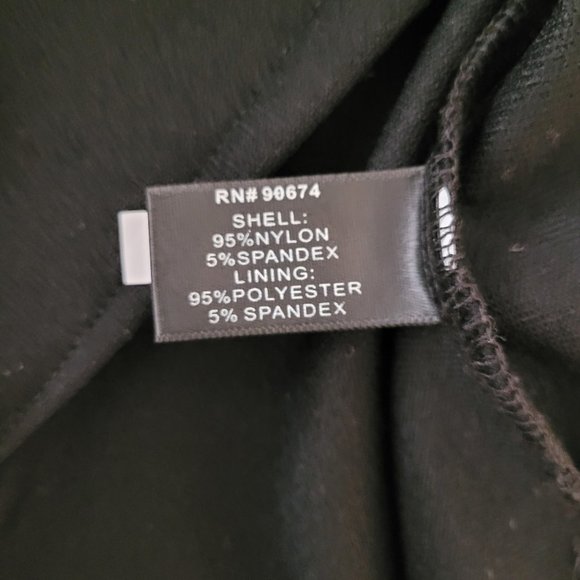 RN# 90674
SHELL:
95%NYLON
5%SPANDEX
LINING:
95%POLYESTER
5% SPANDEX